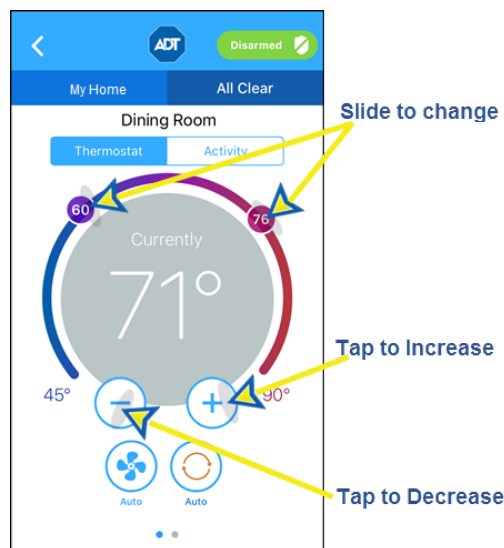 ADT
Disarmed
My Home
All Clear
Dining Room
Slide to change
Thermostat
Activity
60
76
Currently
71°
Tap to Increase
45°
90°
Auto
Auto
Tap to Decrease